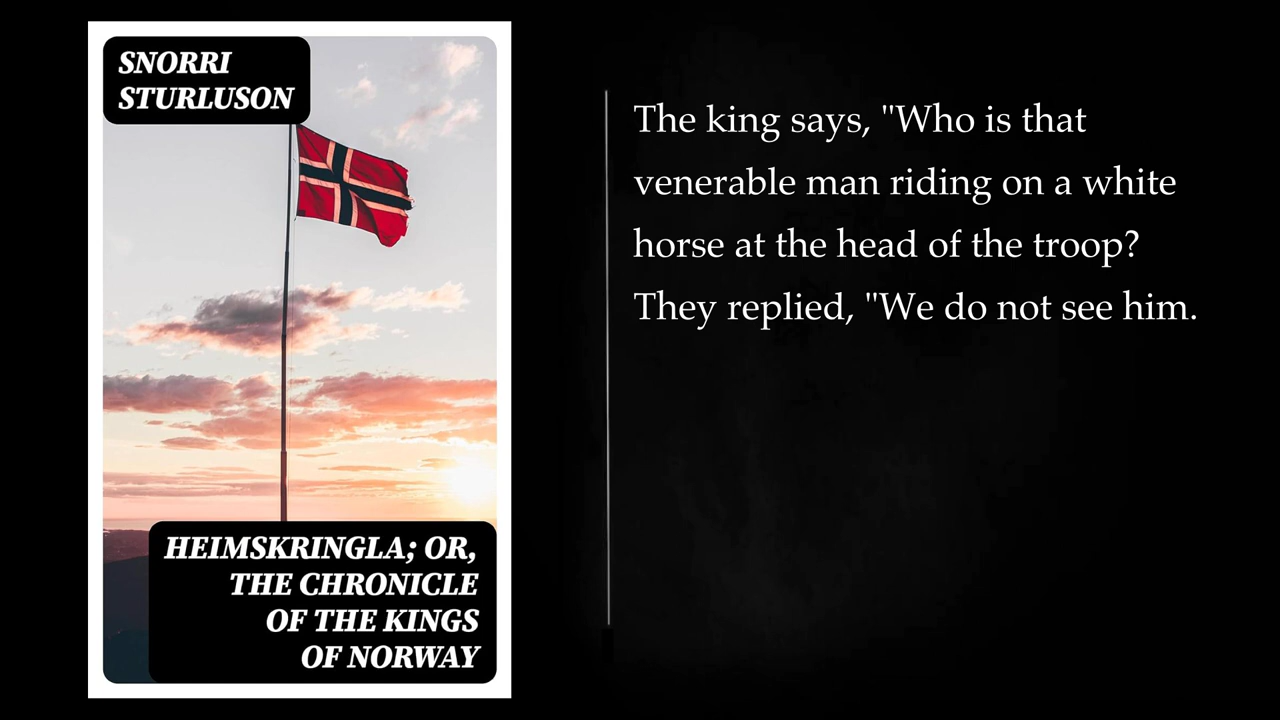 SNORRI
STURLUSON
HEIMSKRINGLA; OR,
THE CHRONICLE
OF THE KINGS
OF NORWAY
The king says, "Who is that
venerable man riding on a white
horse at the head of the troop?
They replied, "We do not see him.